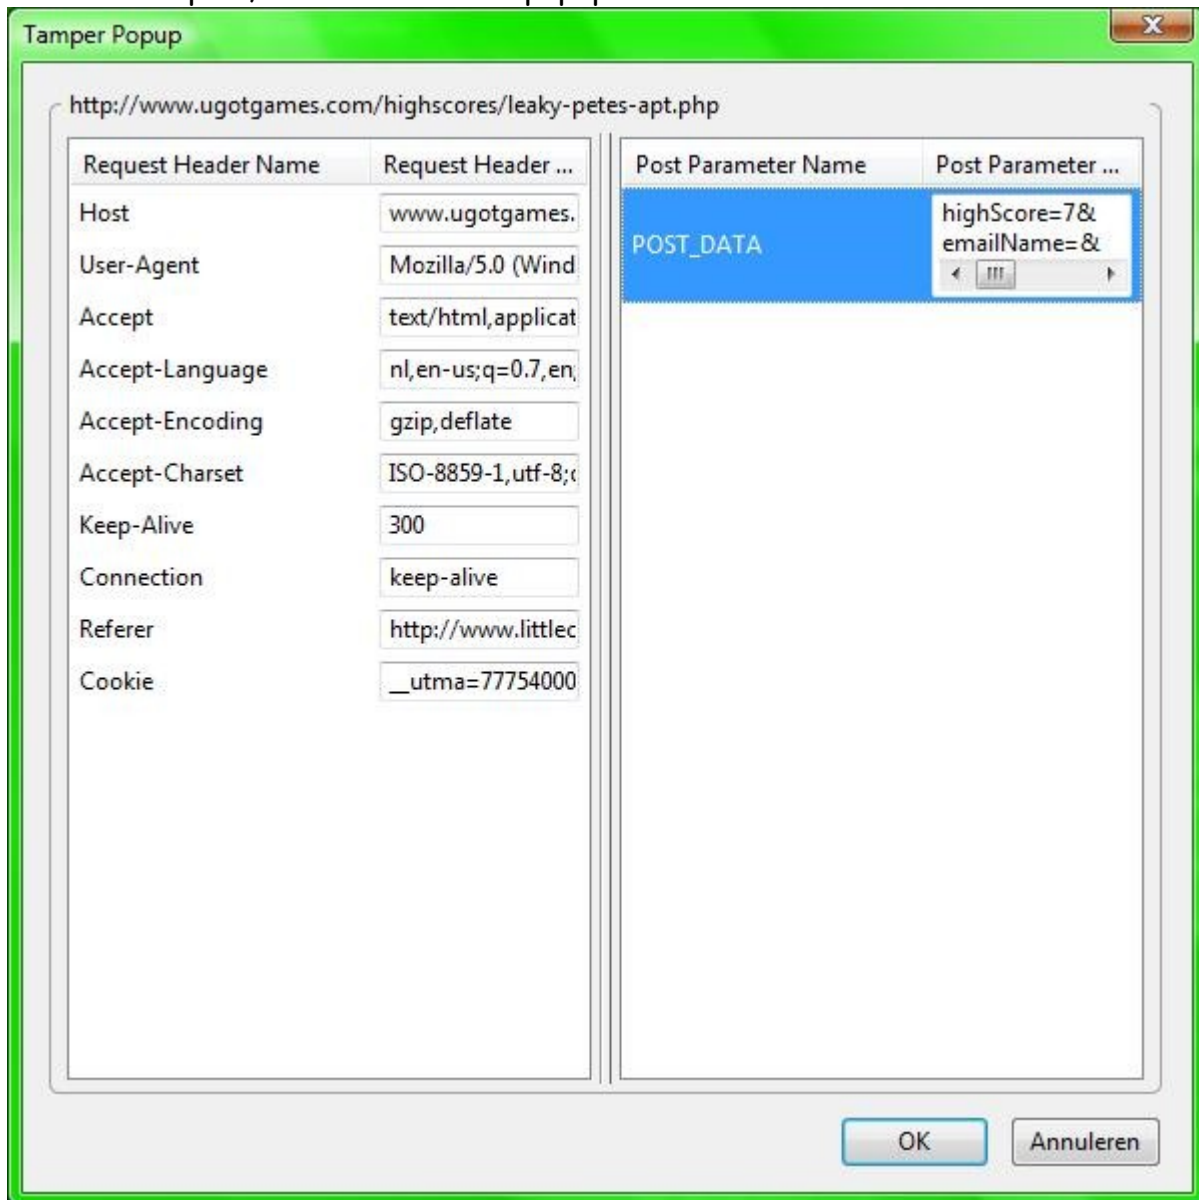 Tamper Popup
http://www.ugotgames.com/highscores/leaky-petes-apt.php
Request Header Name Request Header ...
Host www.ugotgames.
User-Agent Mozilla/5.0 (Wind
Accept text/html,applicat
Accept-Language nl,en-us;q=0.7,en;
Accept-Encoding gzip,deflate
Accept-Charset ISO-8859-1,utf-8;
Keep-Alive 300
Connection keep-alive
Referer http://www.littlec
Cookie __utma=77754000
Post Parameter Name Post Parameter ...
POST_DATA
highScore=7&
emailName=&
OK Annuleren